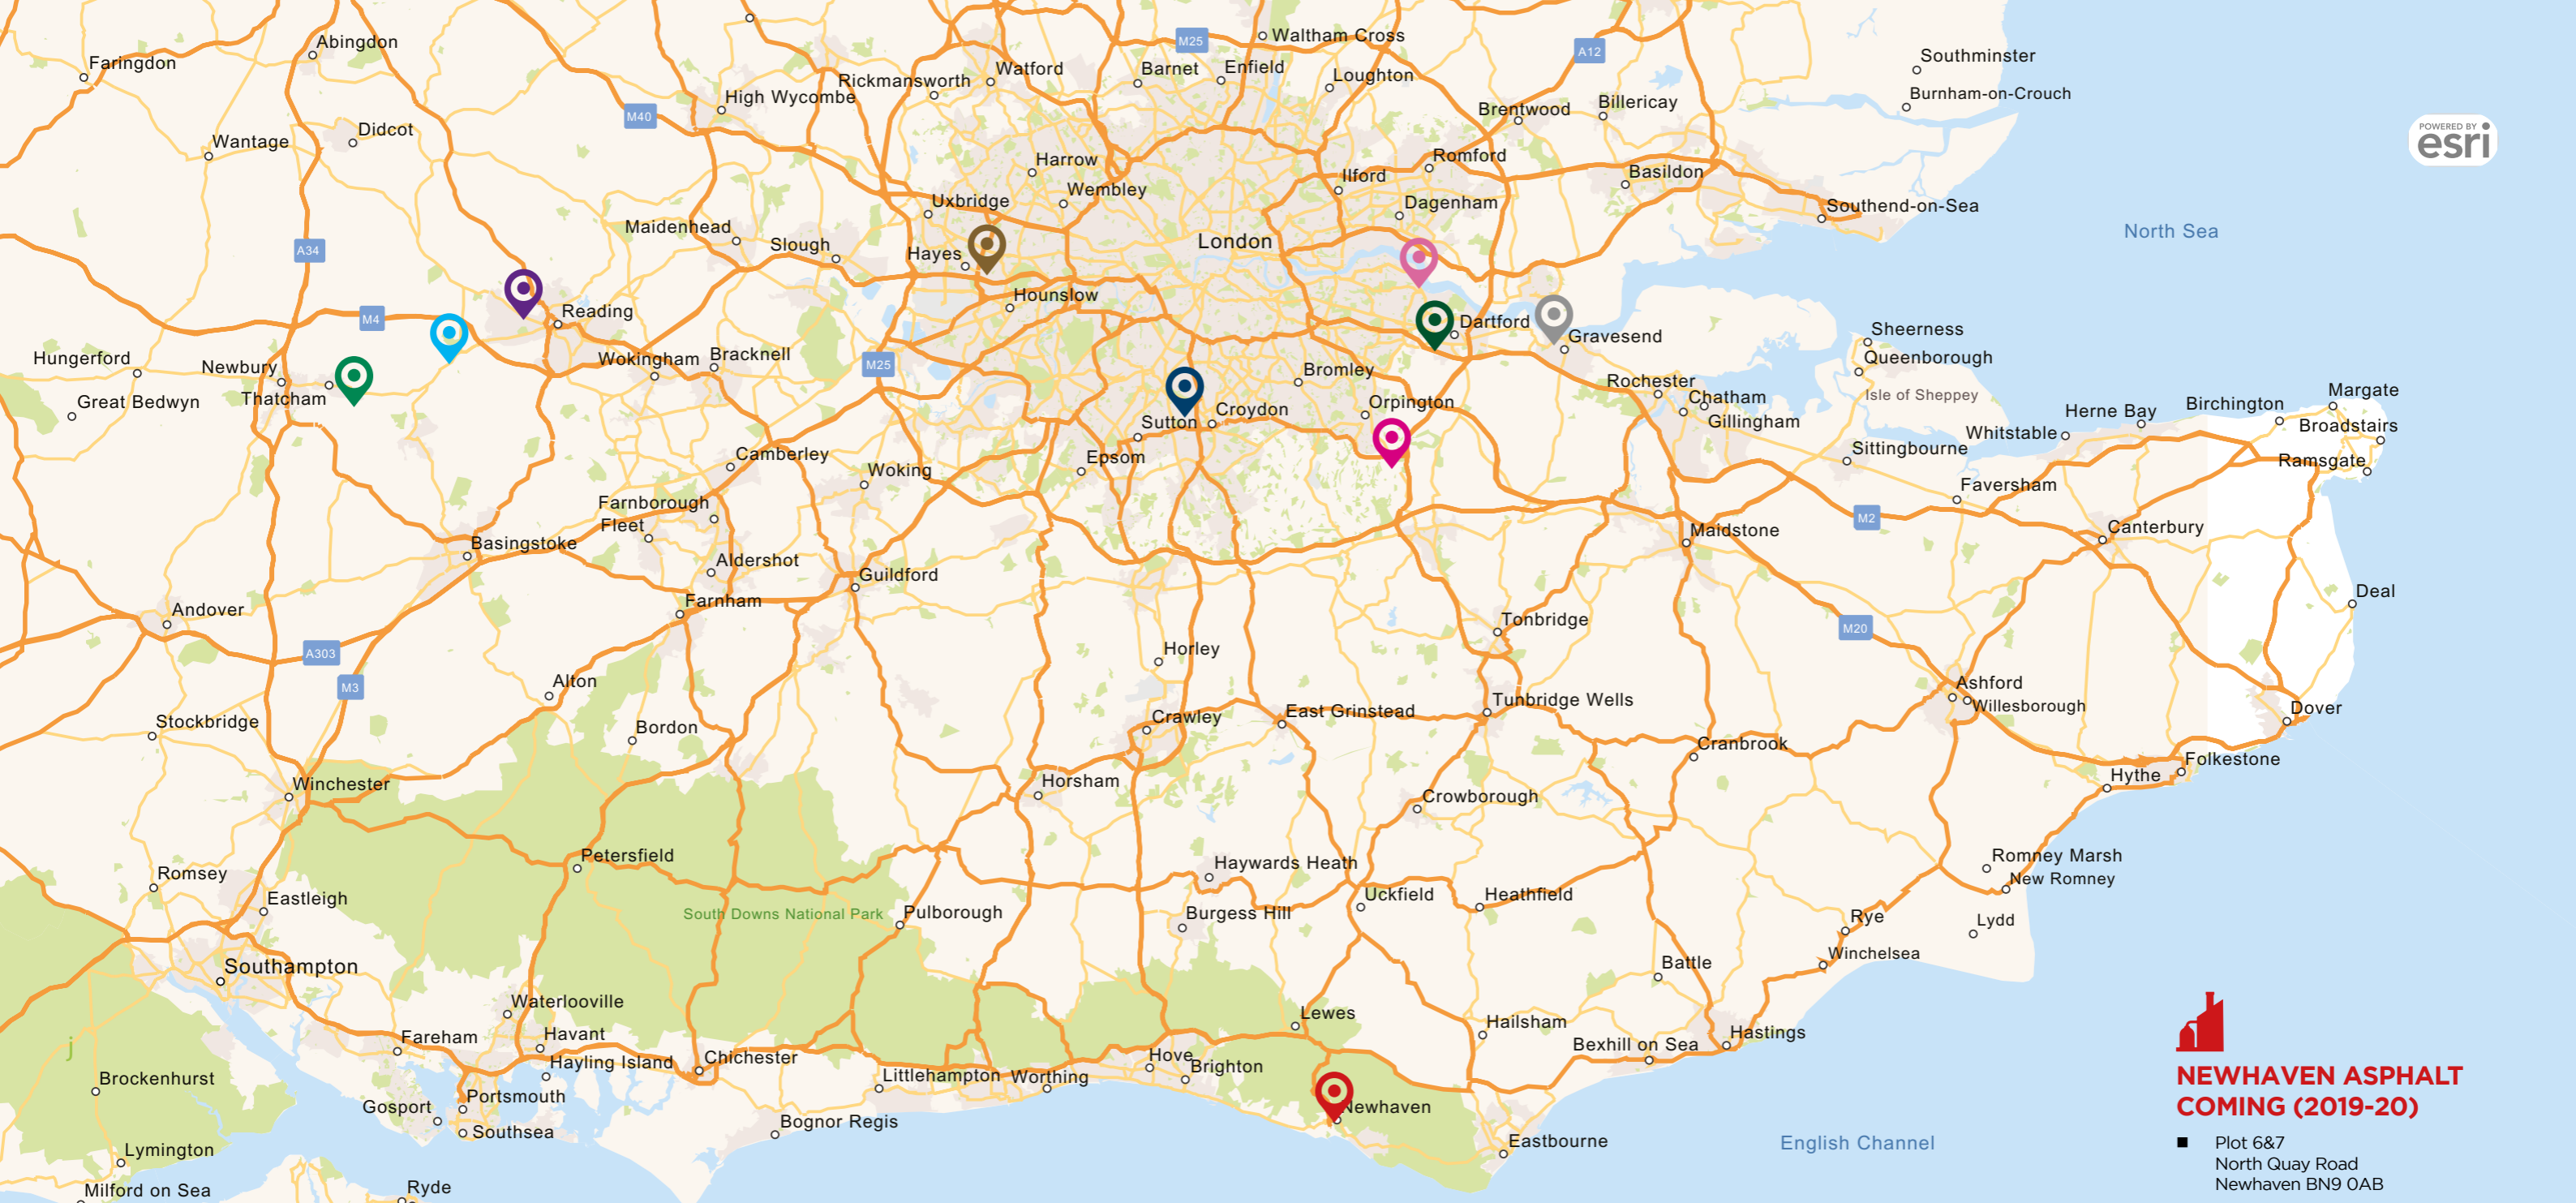 Abingdon
Faringdon
Wantage
Didcot
High Wycombe
Rickmansworth
Watford
Barnet
Enfield
Waltham Cross
Loughton
Brentwood
Billericay
Southminster
Burnham-on-Crouch
M25
A12
M40
POWERED BY
esri
Harrow
Wembley
Uxbridge
Ilford
Romford
Dagenham
Basildon
Southend-on-Sea
North Sea
Maidenhead
Slough
Hayes
London
A34
M4
Reading
Hounslow
Dartford
Gravesend
Sheerness
Queenborough
Isle of Sheppey
Hungerford
Newbury
Thatcham
Great Bedwyn
Wokingham
Bracknell
M25
Bromley
Orpington
Sutton
Croydon
Epsom
Rochester
Chatham
Gillingham
Sittingbourne
Whitstable
Herne Bay
Birchington
Margate
Broadstairs
Ramsgate
Faversham
Camberley
Woking
Farnborough
Fleet
Basingstoke
Aldershot
Guildford
Farnham
Maidstone
M2
Canterbury
Deal
Andover
A303
M3
Tonbridge
M20
Horley
Alton
Stockbridge
Bordon
Crawley
East Grinstead
Tunbridge Wells
Ashford
Willesborough
Dover
Cranbrook
Folkestone
Hythe
Winchester
Horsham
Crowborough
Petersfield
Haywards Heath
Romney Marsh
New Romney
Romsey
Eastleigh
South Downs National Park
Pulborough
Burgess Hill
Uckfield
Heathfield
Rye
Lydd
Winchelsea
Southampton
Battle
Waterlooville
Lewes
Hailsham
Hastings
Fareham
Havant
Hayling Island
Chichester
Hove
Brighton
Bexhill on Sea
j
Brockenhurst
Littlehampton
Worthing
Gosport
Portsmouth
Southsea
Bognor Regis
Newhaven
Eastbourne
English Channel
Lymington
Milford on Sea
Ryde
NEWHAVEN ASPHALT
COMING (2019-20)
■ Plot 6&7
North Quay Road
Newhaven BN9 0AB